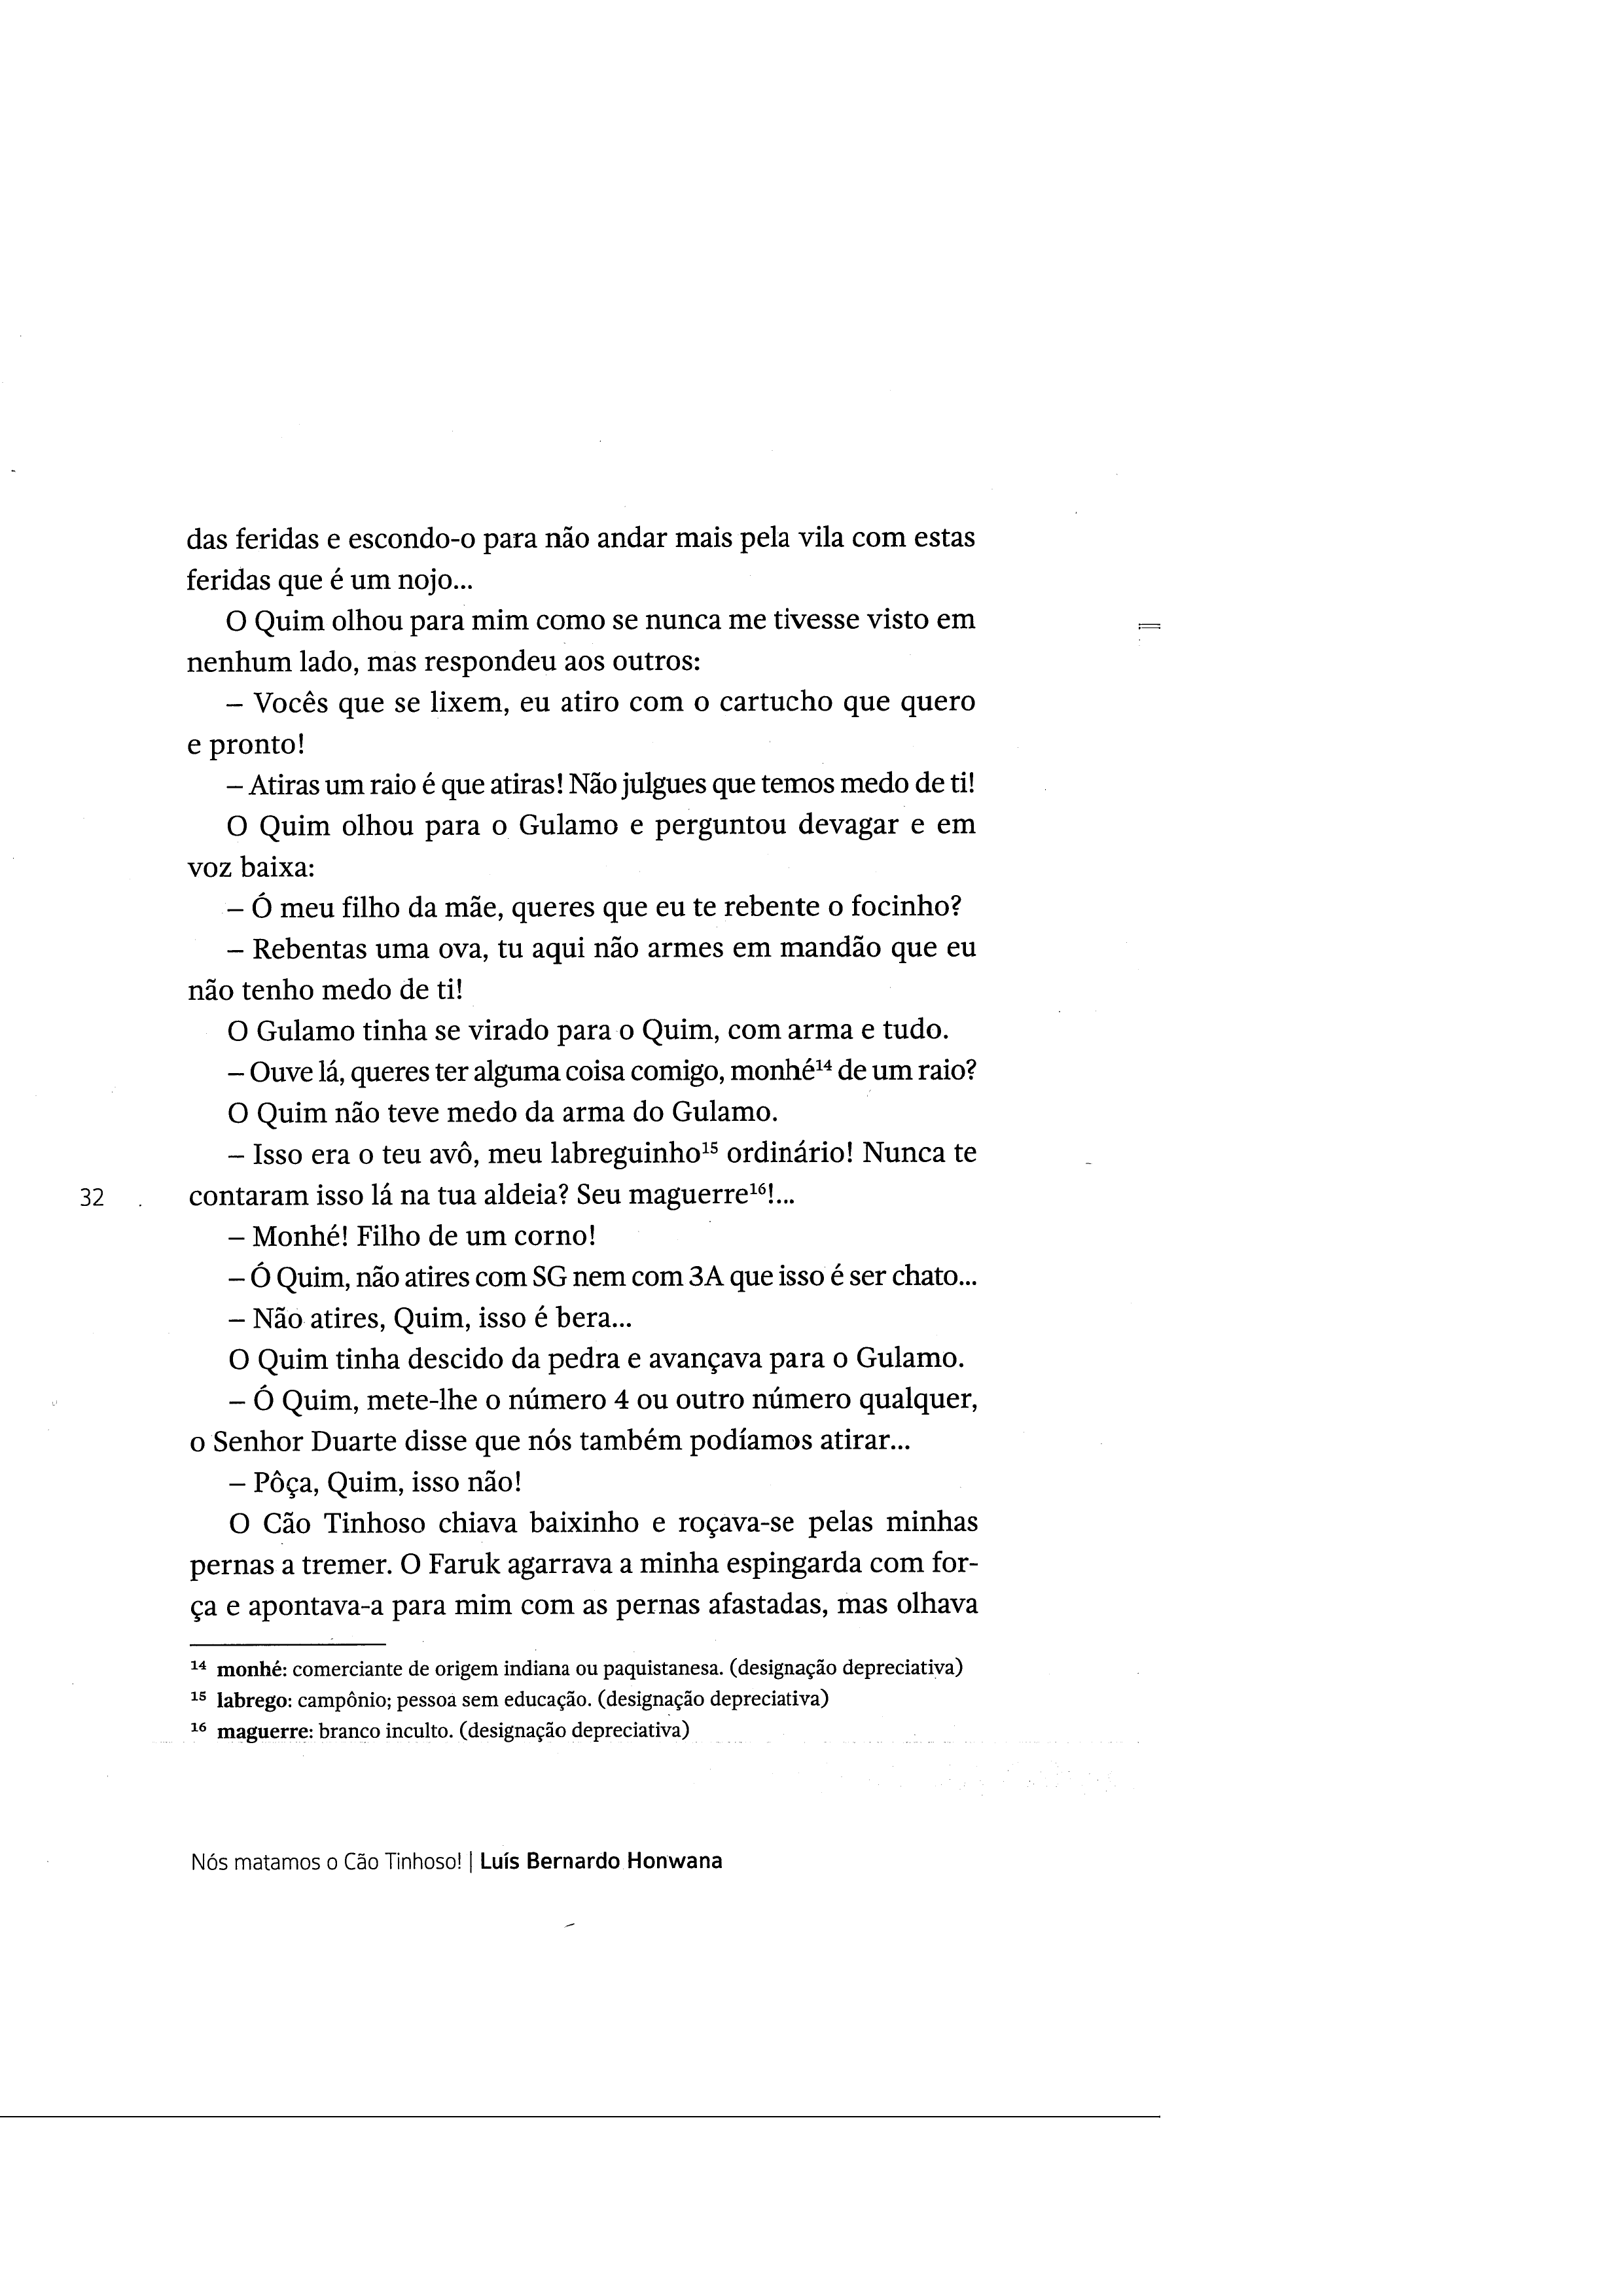 das feridas e escondo-o para não andar mais pela vila com estas
feridas que é um nojo...
O Quim olhou para mim como se nunca me tivesse visto em
nenhum lado, mas respondeu aos outros:
– Vocês que se lixem, eu atiro com o cartucho que quero
e pronto!
– Atiras um raio é que atiras! Não julgues que temos medo de ti!
O Quim olhou para o Gulamo e perguntou devagar e em
voz baixa:
– Ó meu filho da mãe, queres que eu te rebente o focinho?
– Rebentas uma ova, tu aqui não armes em mandão que eu
não tenho medo de ti!
O Gulamo tinha se virado para o Quim, com arma e tudo.
– Ouve lá, queres ter alguma coisa comigo, monhé¹⁴ de um raio?
O Quim não teve medo da arma do Gulamo.
– Isso era o teu avô, meu labreguinho¹⁵ ordinário! Nunca te
contaram isso lá na tua aldeia? Seu maguerre¹⁶!...
– Monhé! Filho de um corno!
– Ó Quim, não atires com SG nem com 3A que isso é ser chato...
– Não atires, Quim, isso é bera...
O Quim tinha descido da pedra e avançava para o Gulamo.
– Ó Quim, mete-lhe o número 4 ou outro número qualquer,
o Senhor Duarte disse que nós também podíamos atirar...
– Pôça, Quim, isso não!
O Cão Tinhoso chiava baixinho e roçava-se pelas minhas
pernas a tremer. O Faruk agarrava a minha espingarda com for-
ça e apontava-a para mim com as pernas afastadas, mas olhava
¹⁴ monhé: comerciante de origem indiana ou paquistanesa. (designação depreciativa)
¹⁵ labrego: campônio; pessoa sem educação. (designação depreciativa)
¹⁶ maguerre: branco inculto. (designação depreciativa)
32
Nós matamos o Cão Tinhoso! | Luís Bernardo Honwana